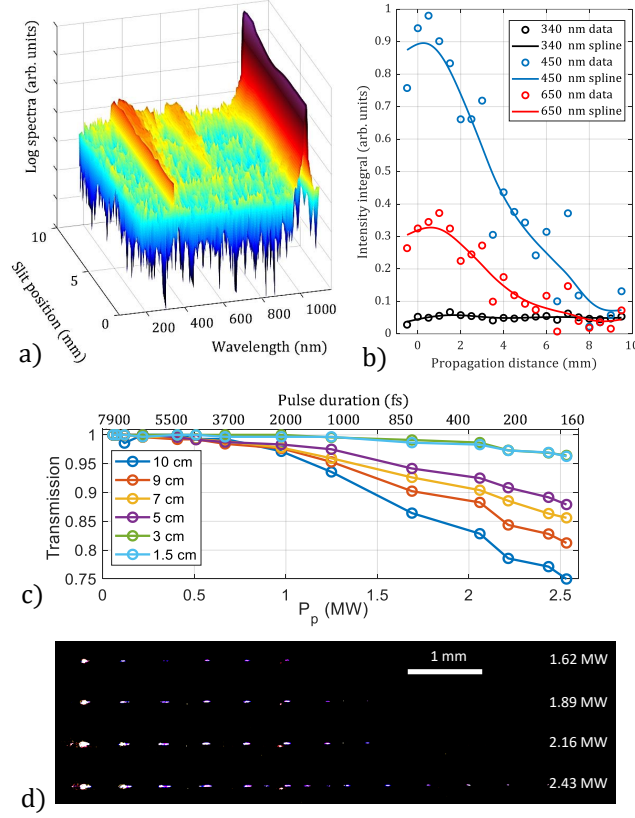 a)
Log spectra (arb. units)
10
5
0
Slit position (mm)
200
400
600
800
1000
Wavelength (nm)
b)
1
0.9
0.8
0.7
0.6
0.5
0.4
0.3
0.2
0.1
0
Intensity integral (arb. units)
340 nm data
340 nm spline
450 nm data
450 nm spline
650 nm data
650 nm spline
0 2 4 6 8 10
Propagation distance (mm)
Pulse duration (fs)
79900 55500 37700 2000 1000 850 400 200 160
1
0.95
0.9
0.85
0.8
0.75
Transmission
10 cm
9 cm
7 cm
5 cm
3 cm
1.5 cm
0 0.5 1 1.5 2 2.5
c)
Pp (MW)
1 mm
1.62 MW
1.89 MW
2.16 MW
2.43 MW
d)